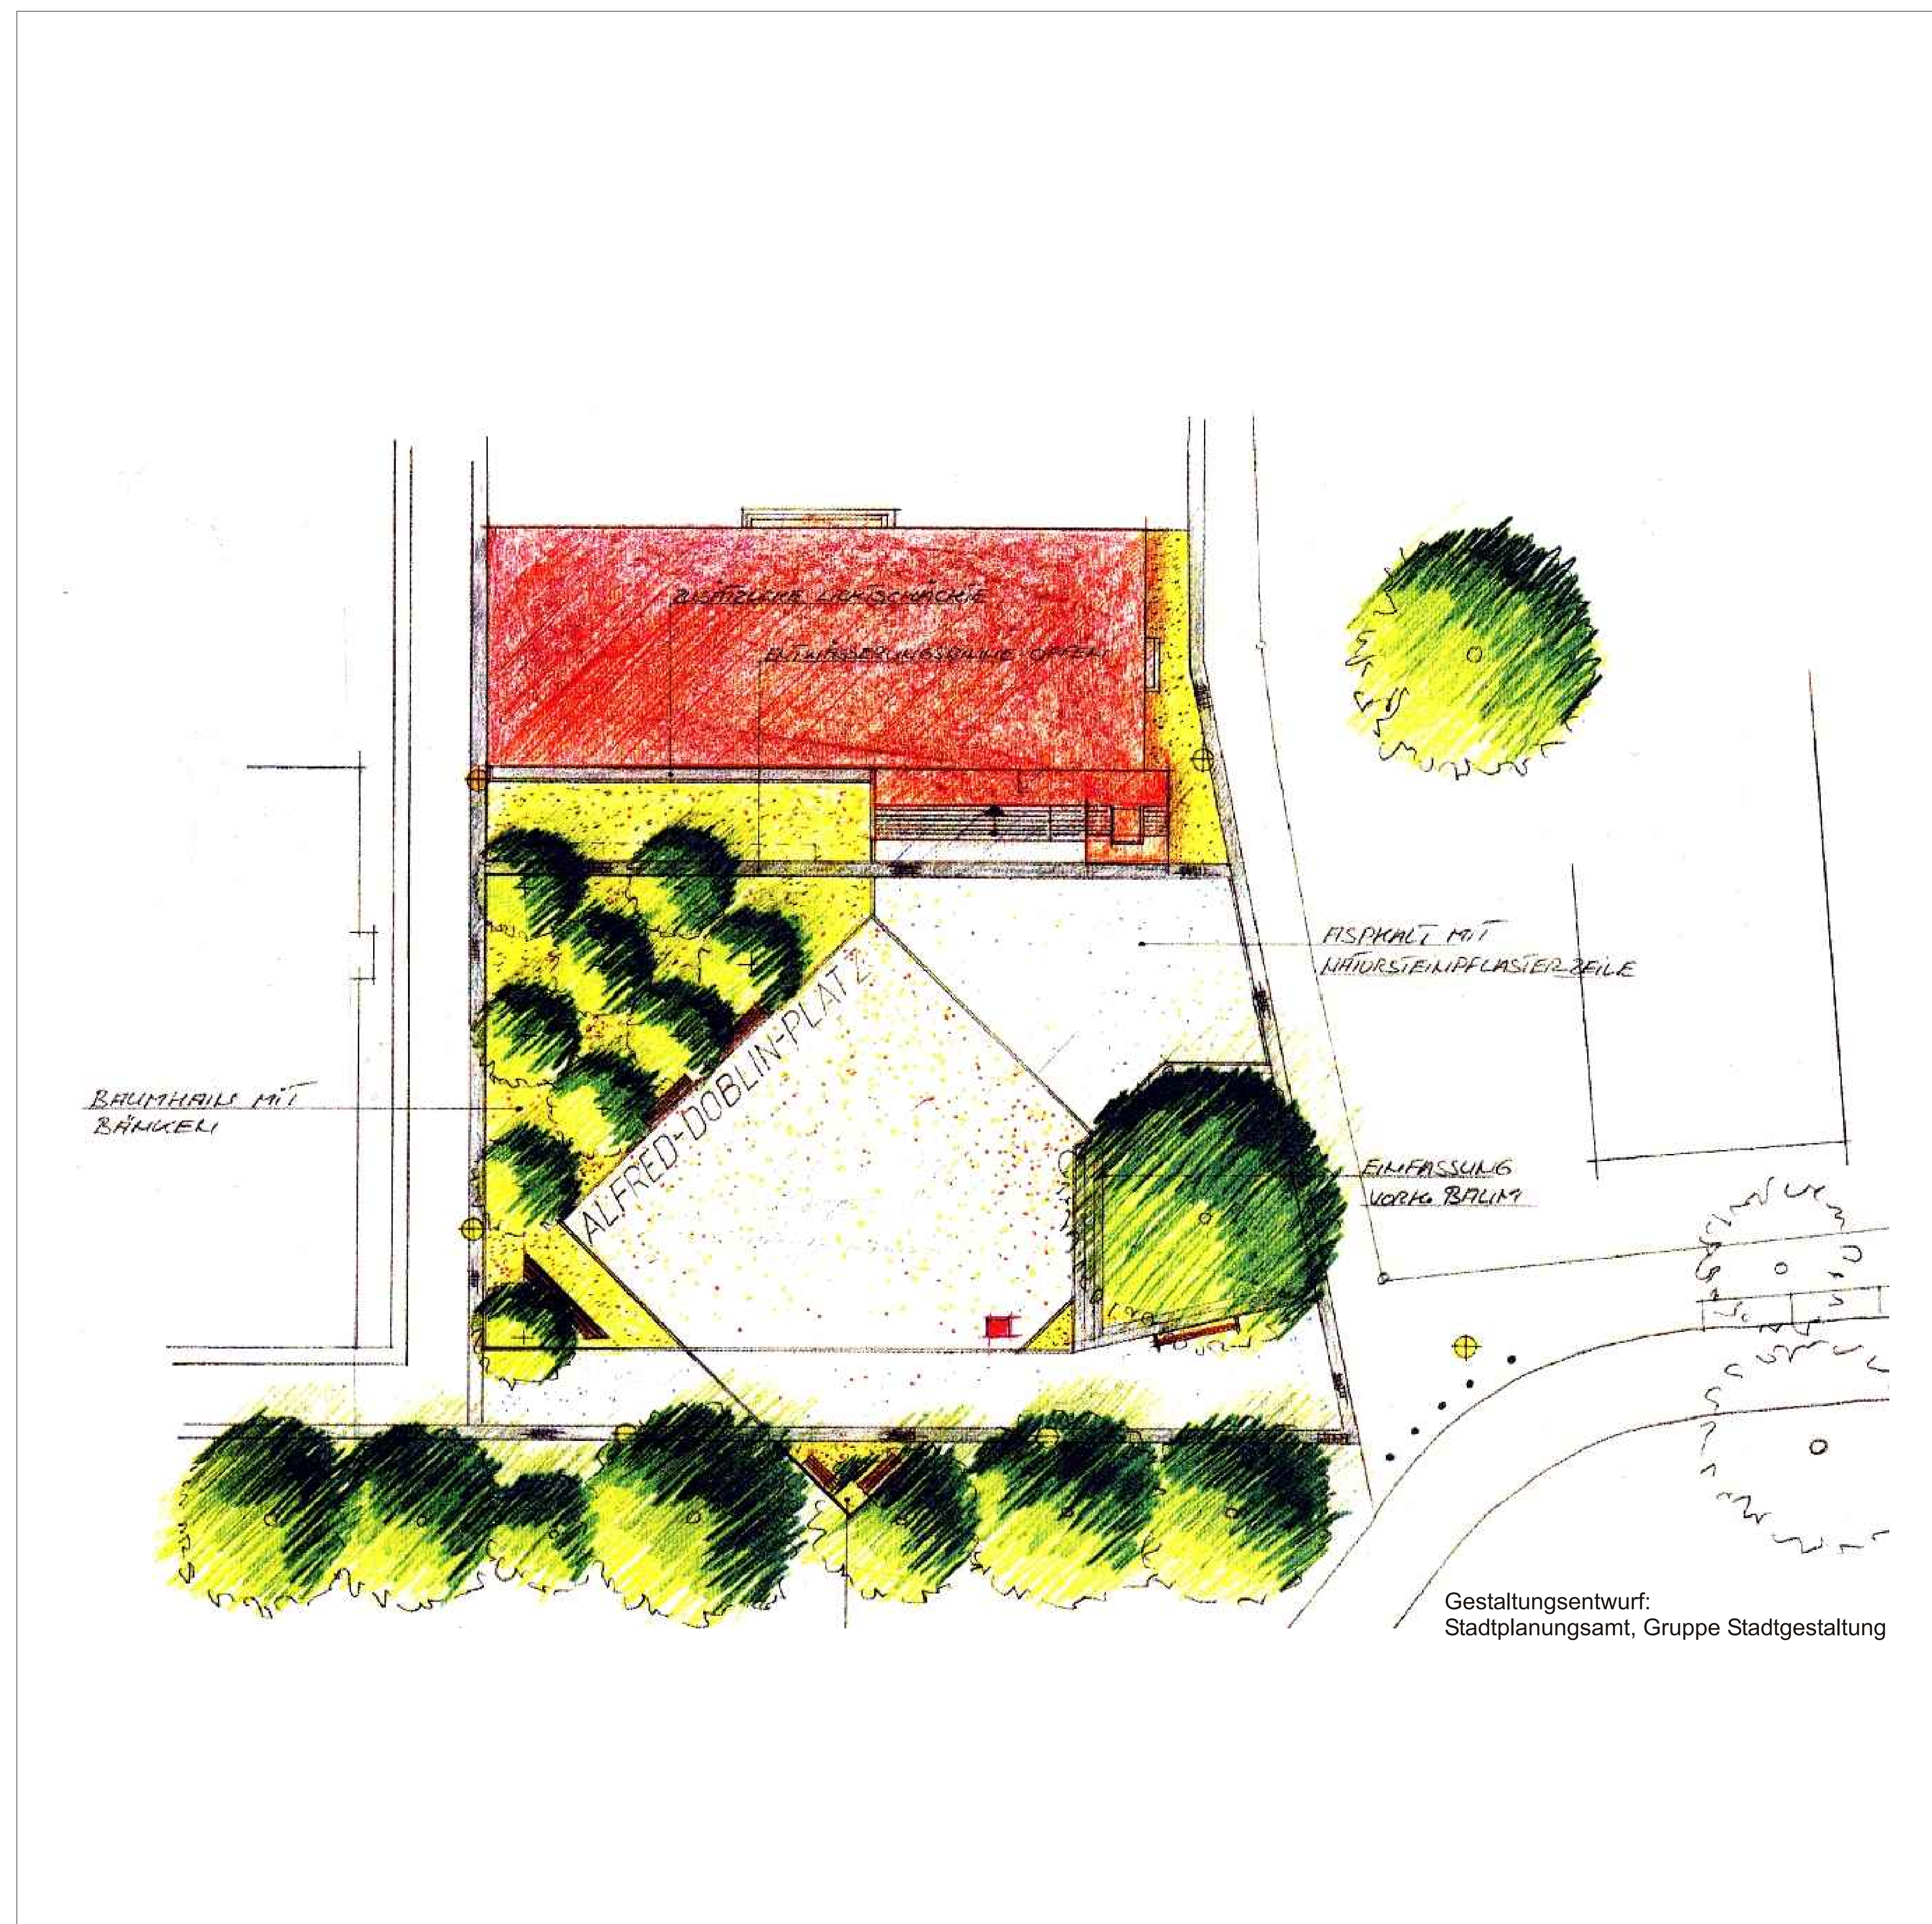 ZUSÄTZLICHE LICHTSCHÄCHTE
ENTWÄSSERUNGSRINNE OFFEN
ASPHALT MIT
NATURSTEINPFLASTERZEILE
ALFRED-DÖBLIN-PLATZ
BAUMHAIN MIT
BÄNKEN
EINFASSUNG
VORH. BAUM
Gestaltungsentwurf:
Stadtplanungsamt, Gruppe Stadtgestaltung